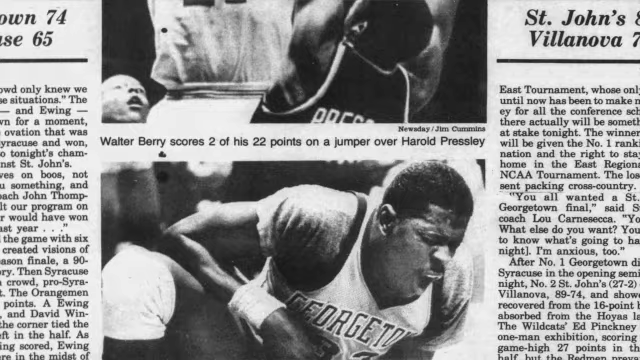 own 74
se 65
owd only knew we
se situations." The
— and Ewing —
wn for a moment,
ovation that was
yracuse and won,
o tonight's cham-
nst St. John's.
ves on boos, not
u something, and
oach John Thomp-
lt our program on
r would have won
ast year . . ."
the game with six
created visions of
ason finale, a 90-
ory. Then Syracuse
crowd, pro-Syra-
t. The Orangemen
points. A Ewing
, and David Win-
the corner tied the
eft in the half. As
ing scored, Ewing
ere in the midst of
PRESS
Newsday / Jim Cummins
Walter Berry scores 2 of his 22 points on a jumper over Harold Pressley
GEORGETOWN
St. John's 8
Villanova 7
East Tournament, whose only
until now has been to make m
ey for all the conference sch
there actually will be someth
at stake tonight. The winner
will be given the No. 1 ranki
nation and the right to stay
home in the East Regiona
NCAA Tournament. The los
sent packing cross-country.
"You all wanted a St.
Georgetown final," said S
coach Lou Carnesecca. "Yo
What else do you want? You
to know what's going to ha
night]. I'm anxious, too."
After No. 1 Georgetown di
Syracuse in the opening semi
night, No. 2 St. John's (27-2)
Villanova, 89-74, and show
recovered from the 16-point b
absorbed from the Hoyas la
The Wildcats' Ed Pinckney
one-man exhibition, scoring
game-high 27 points in th
half, but the Redmen pres